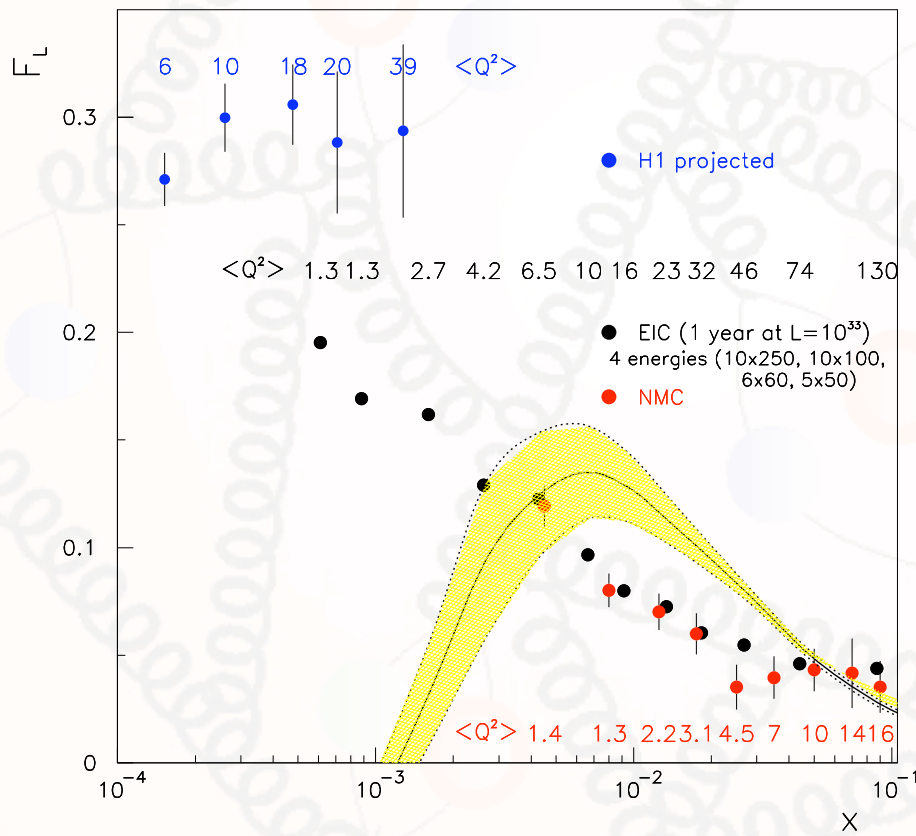 F_L
6 10 18 20 39 <Q²>
0.3
H1 projected
<Q²> 1.3 1.3 2.7 4.2 6.5 10 16 23 32 46 74 130
0.2
EIC (1 year at L=10³³)
4 energies (10x250, 10x100,
6x60, 5x50)
NMC
0.1
<Q²> 1.4 1.3 2.2 3.1 4.5 7 10 14 16
0
10⁻⁴ 10⁻³ 10⁻² 10⁻¹
X